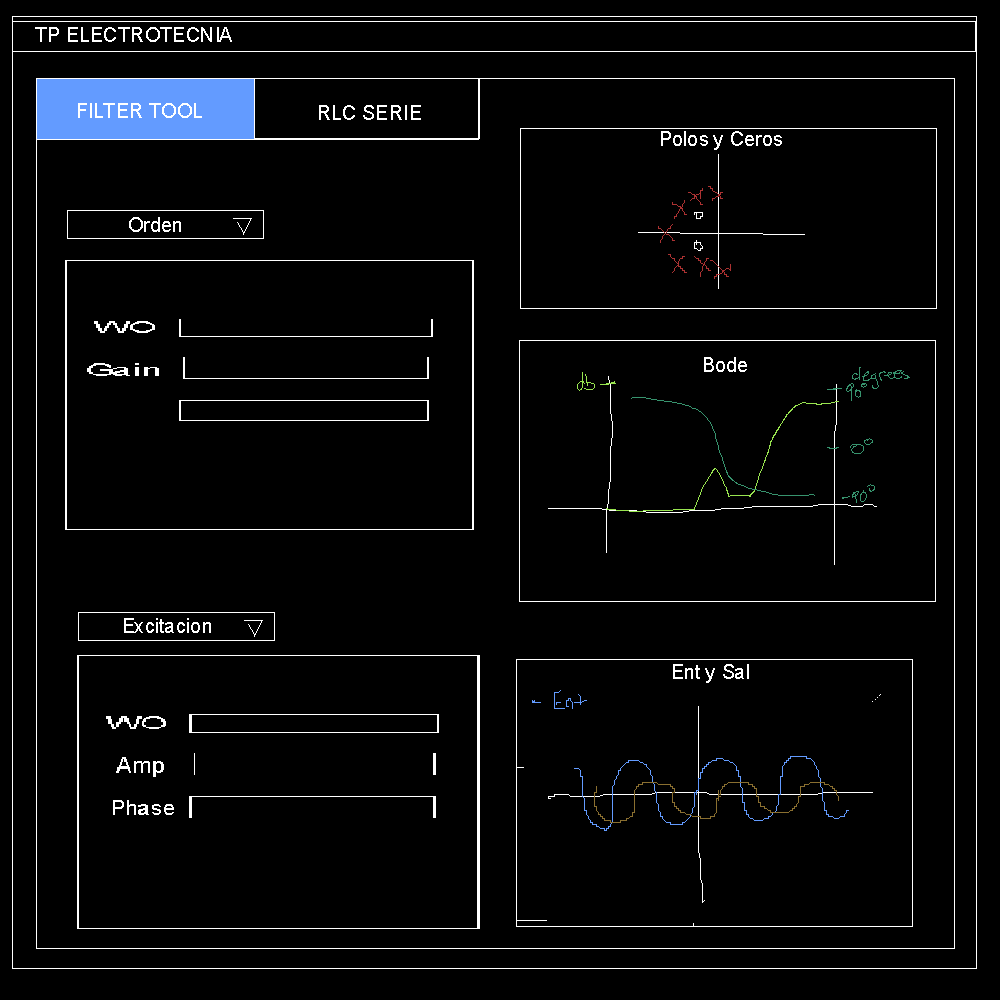 TP ELECTROTECNIA
FILTER TOOL
RLC SERIE
Orden
WO
Gain
Excitacion
WO
Amp
Phase
Polos y Ceros
Bode
db
degrees
90°
0°
-90°
Ent y Sal
- Ent